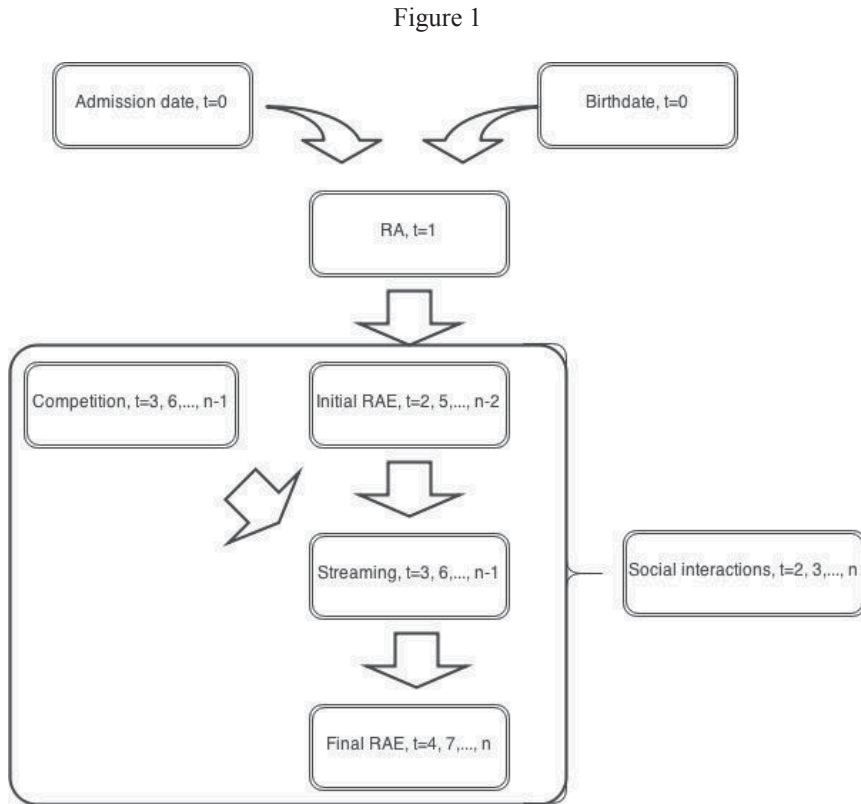 Figure 1
Admission date, t=0
Birthdate, t=0
RA, t=1
Competition, t=3, 6,..., n-1
Initial RAE, t=2, 5,..., n-2
Streaming, t=3, 6,..., n-1
Social interactions, t=2, 3,..., n
Final RAE, t=4, 7,..., n